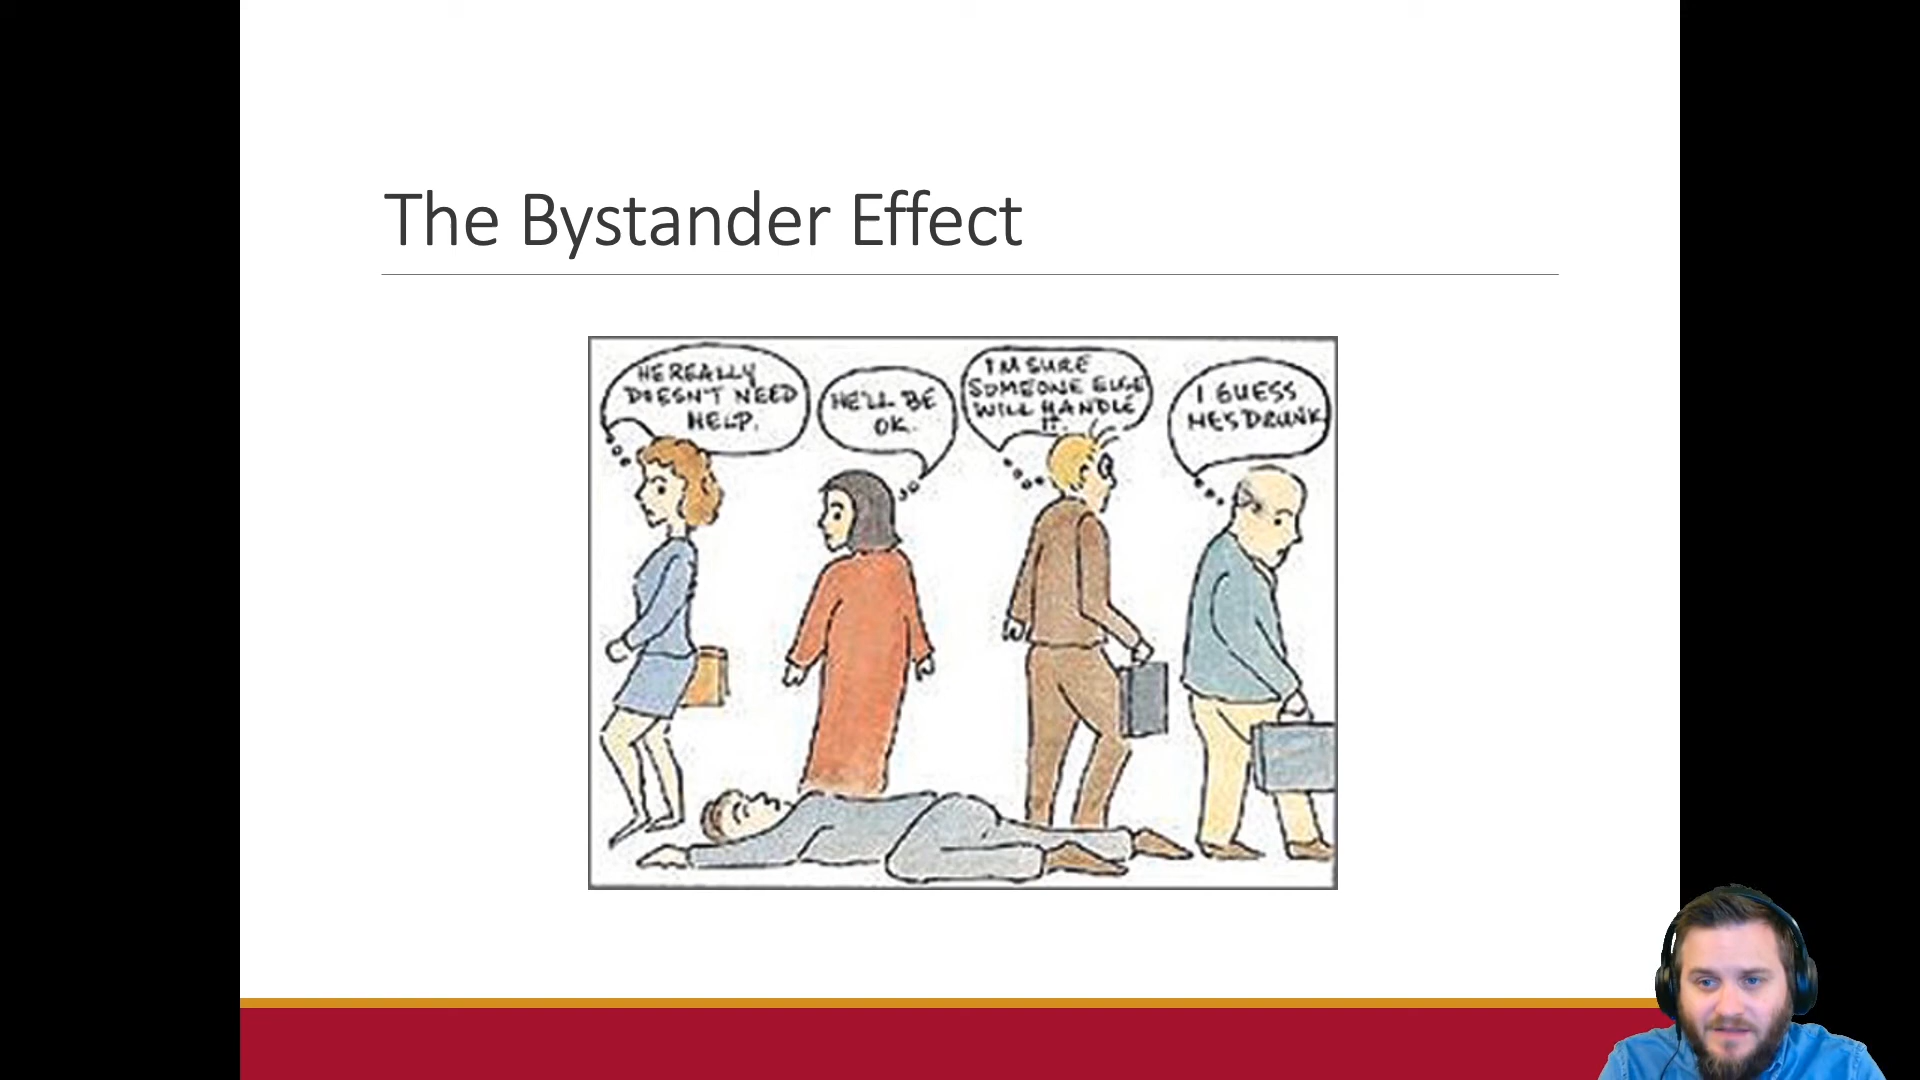 The Bystander Effect
HE REALLY
DOESN'T NEED
HELP.
HE'LL BE
OK.
I'M SURE
SOMEONE ELSE
WILL HANDLE
IT.
I GUESS
HE'S DRUNK